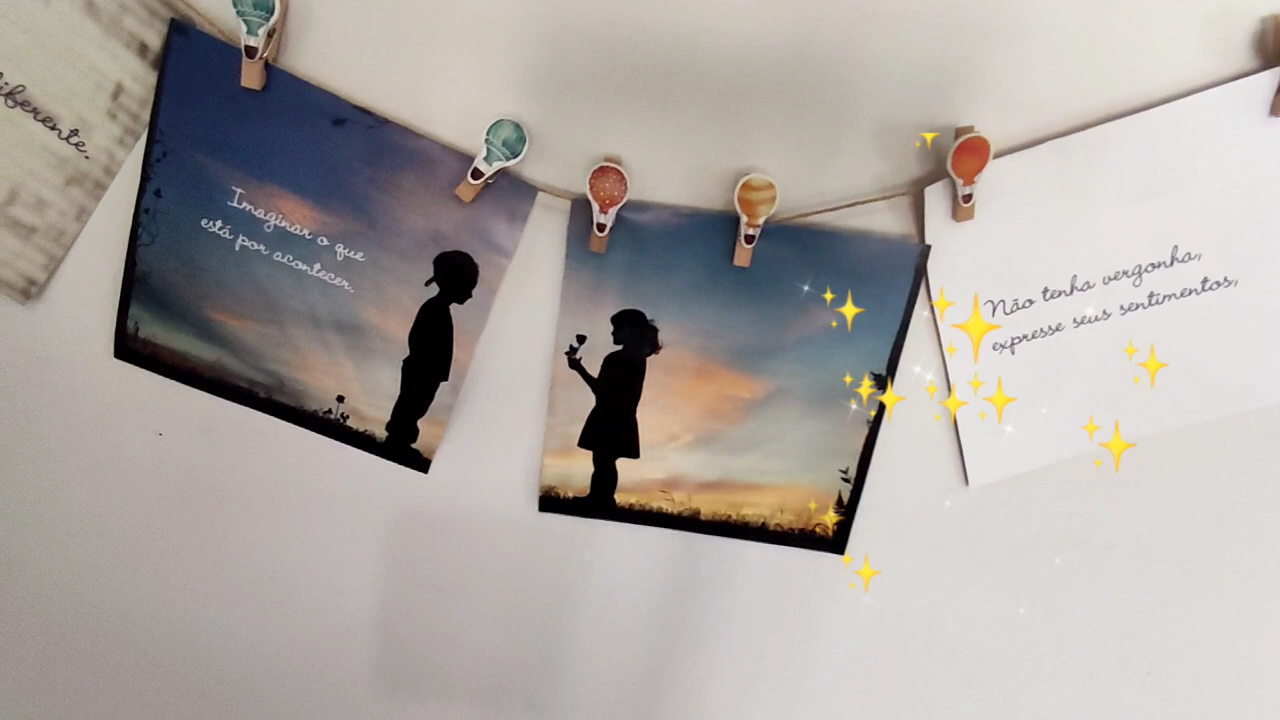 diferente.
Imaginar o que
está por acontecer.
Não tenha vergonha,
expresse seus sentimentos,